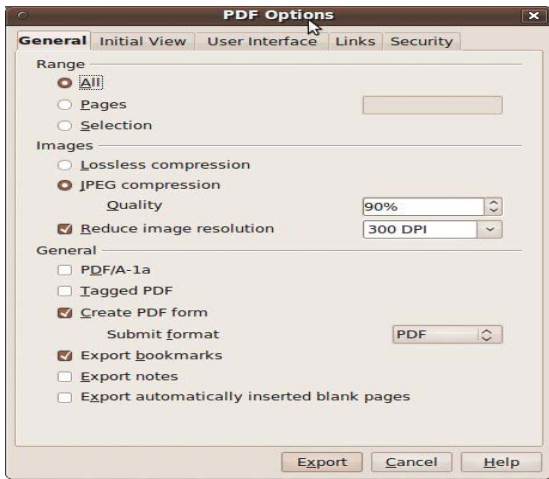 PDF Options
General Initial View User Interface Links Security
Range
All
Pages
Selection
Images
Lossless compression
JPEG compression
Quality 90%
Reduce image resolution 300 DPI
General
PDF/A-1a
Tagged PDF
Create PDF form
Submit format PDF
Export bookmarks
Export notes
Export automatically inserted blank pages
Export Cancel Help